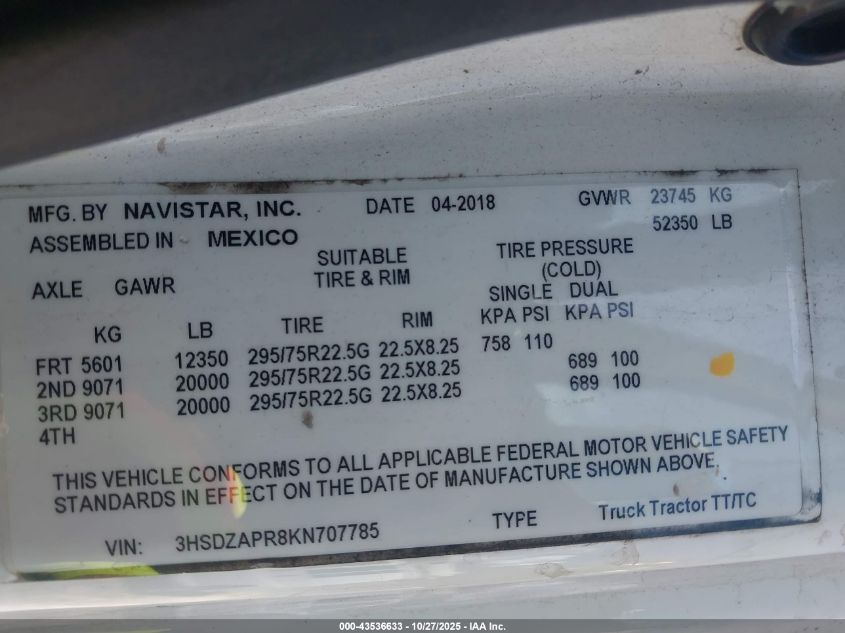 MFG. BY NAVISTAR, INC. DATE 04-2018 GVWR 23745 KG
52350 LB
ASSEMBLED IN MEXICO
SUITABLE TIRE PRESSURE
TIRE & RIM (COLD)
AXLE GAWR SINGLE DUAL
KG LB TIRE RIM KPA PSI KPA PSI
FRT 5601 12350 295/75R22.5G 22.5X8.25 758 110
2ND 9071 20000 295/75R22.5G 22.5X8.25 689 100
3RD 9071 20000 295/75R22.5G 22.5X8.25 689 100
4TH
THIS VEHICLE CONFORMS TO ALL APPLICABLE FEDERAL MOTOR VEHICLE SAFETY
STANDARDS IN EFFECT ON THE DATE OF MANUFACTURE SHOWN ABOVE.
VIN: 3HSDZAPR8KN707785 TYPE Truck Tractor TT/TC
000-43536633 - 10/27/2025 - IAA Inc.